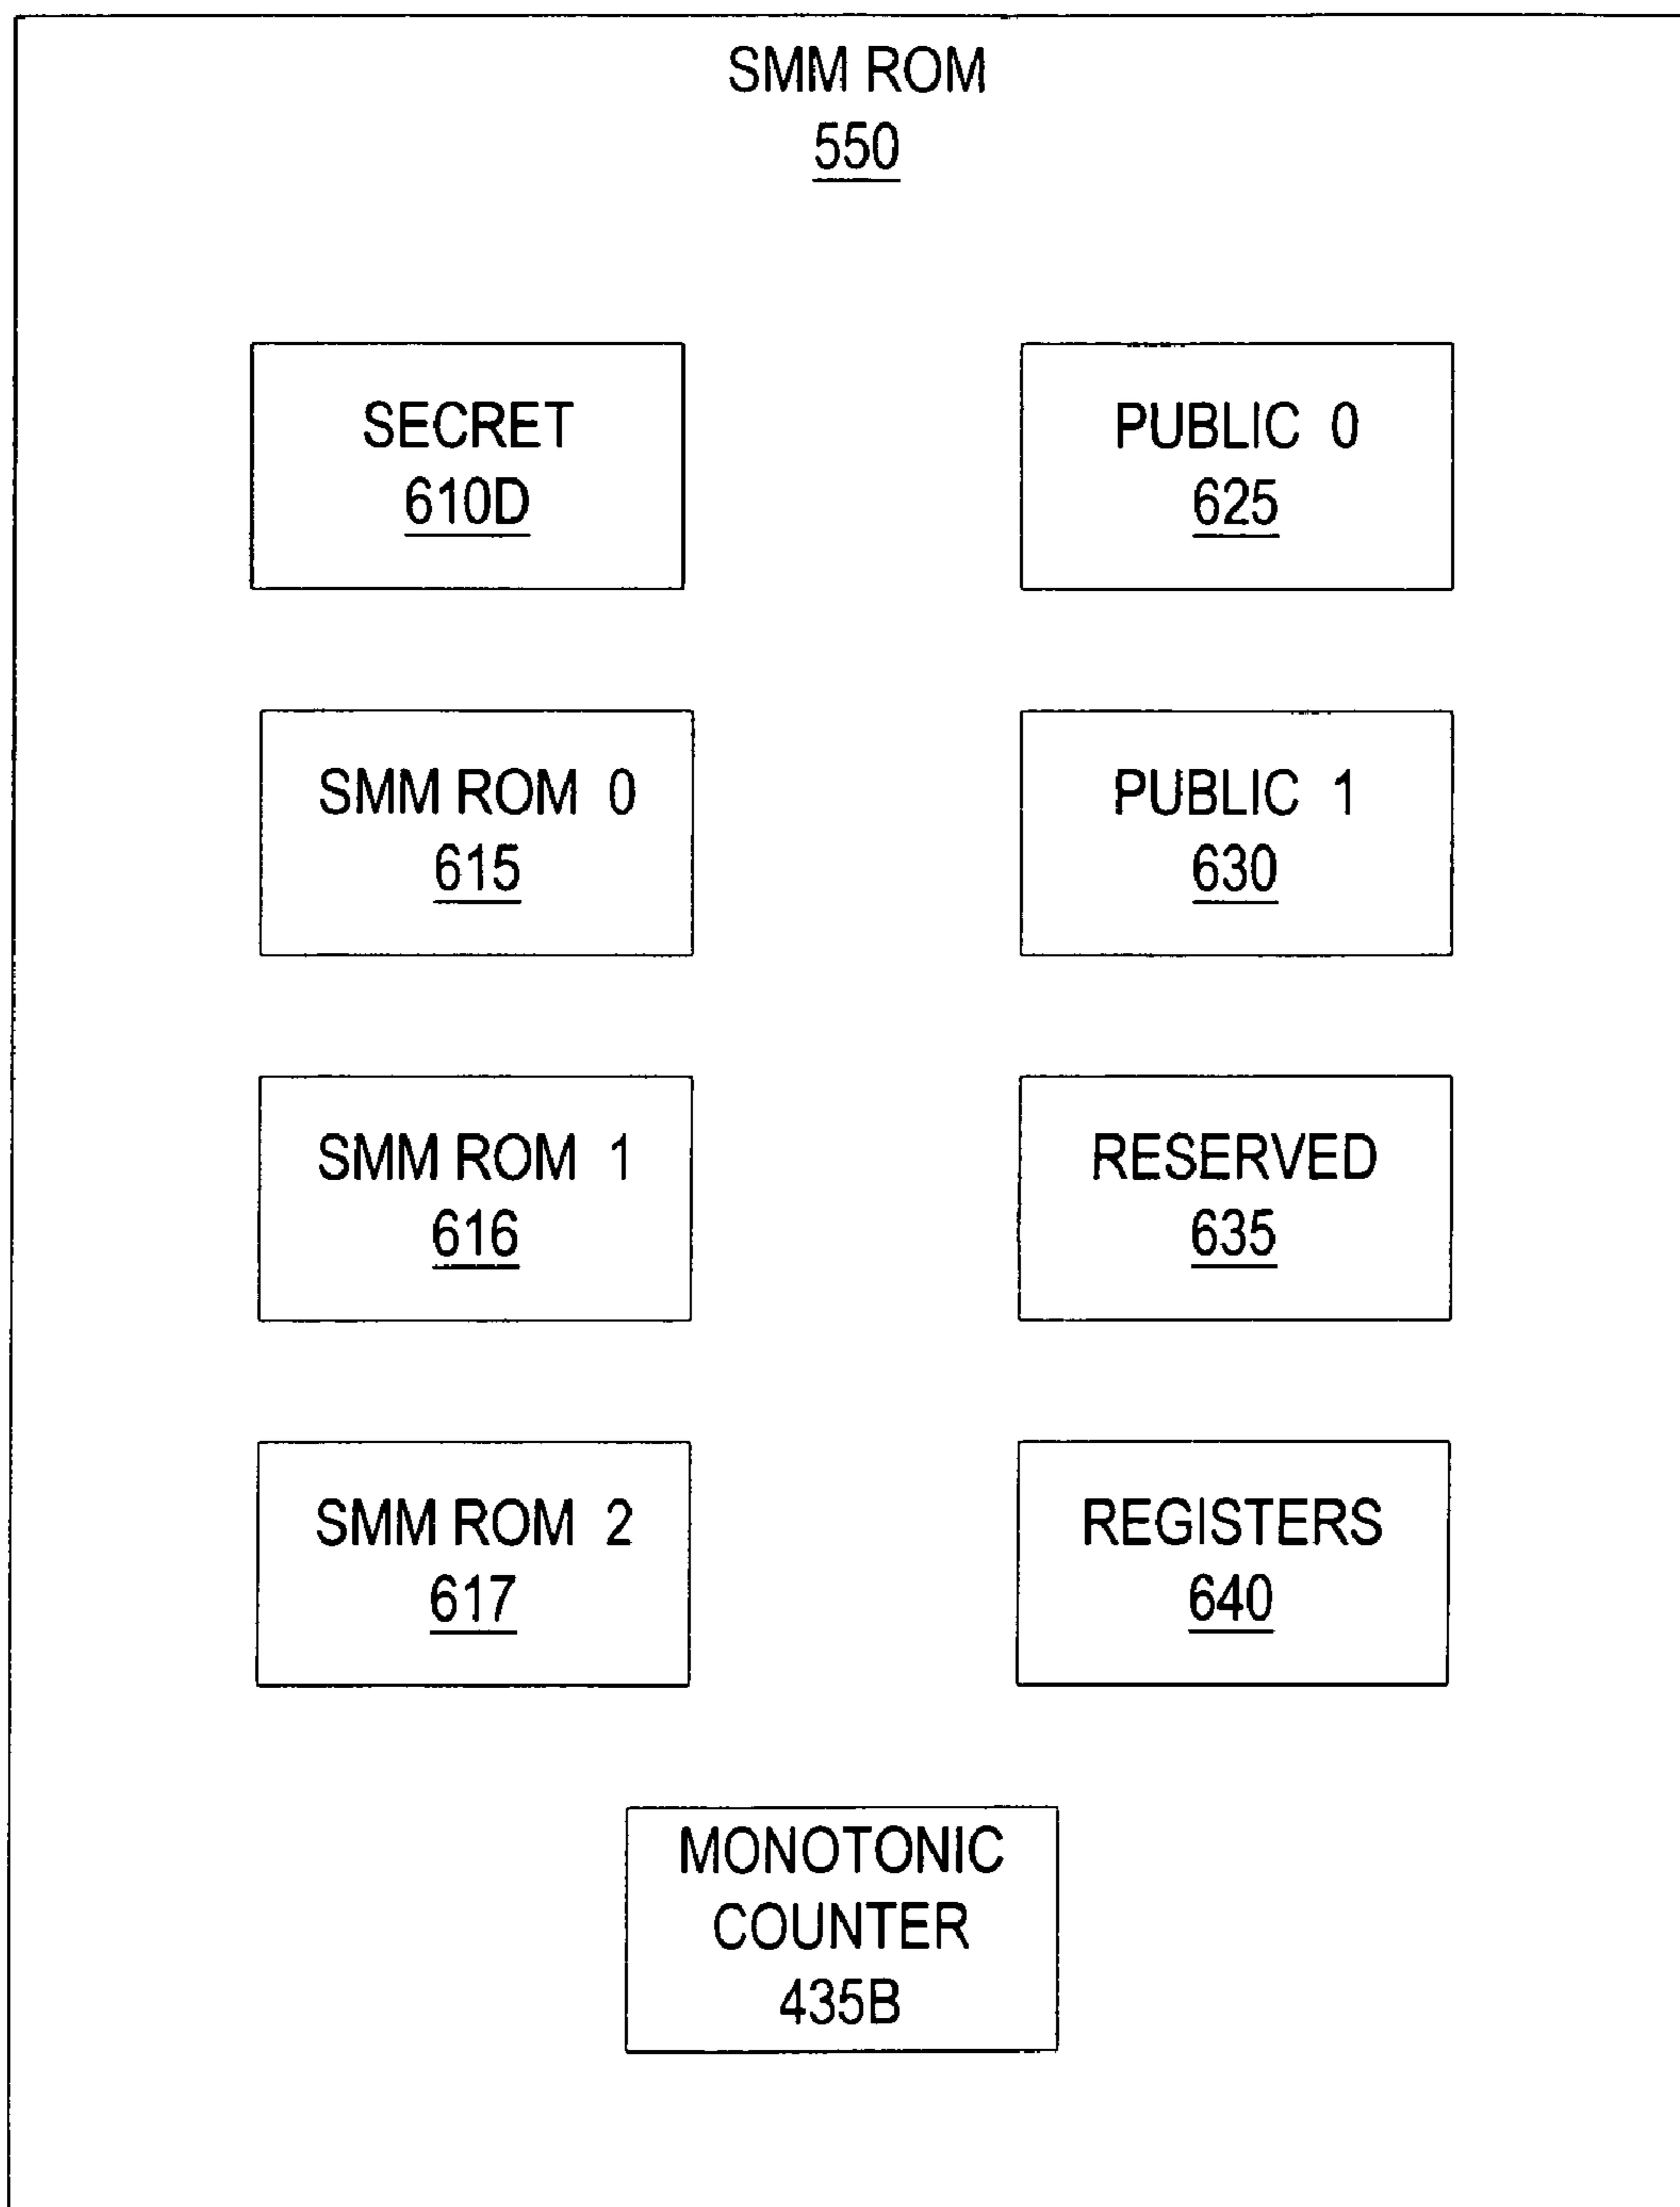 SMM ROM
550
SECRET
610D
PUBLIC 0
625
SMM ROM 0
615
PUBLIC 1
630
SMM ROM 1
616
RESERVED
635
SMM ROM 2
617
REGISTERS
640
MONOTONIC
COUNTER
435B